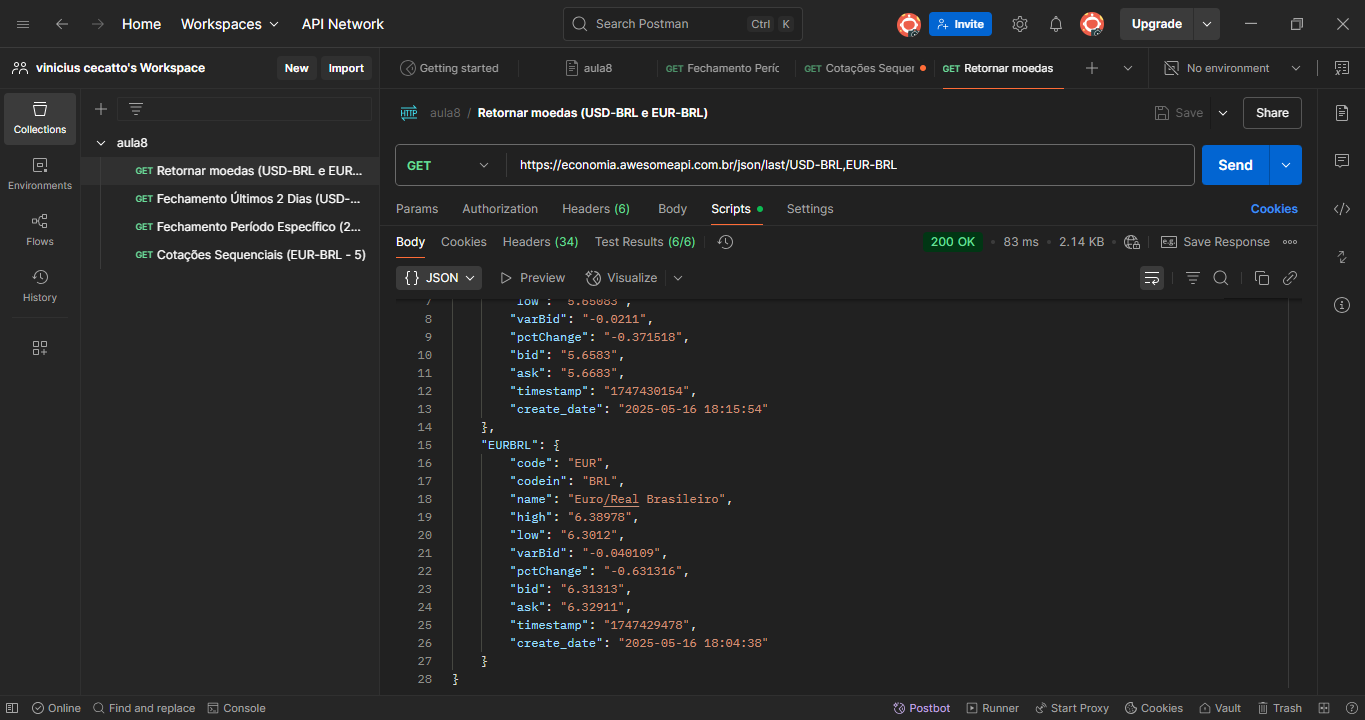 Home Workspaces API Network Search Postman Ctrl K Invite Upgrade
vinicius cecatto's Workspace New Import Getting started aula8 GET Fechamento Perío GET Cotações Sequen GET Retornar moedas No environment
Collections
Environments
Flows
History
aula8
GET Retornar moedas (USD-BRL e EUR...
GET Fechamento Últimos 2 Dias (USD-...
GET Fechamento Período Específico (2...
GET Cotações Sequenciais (EUR-BRL - 5)
HTTP aula8 / Retornar moedas (USD-BRL e EUR-BRL) Save Share
GET https://economia.awesomeapi.com.br/json/last/USD-BRL,EUR-BRL Send
Params Authorization Headers (6) Body Scripts Settings Cookies
Body Cookies Headers (34) Test Results (6/6) 200 OK 83 ms 2.14 KB e.g. Save Response
{ } JSON Preview Visualize
7 "low": "5.65083",
8 "varBid": "-0.0211",
9 "pctChange": "-0.371518",
10 "bid": "5.6583",
11 "ask": "5.6683",
12 "timestamp": "1747430154",
13 "create_date": "2025-05-16 18:15:54"
14 },
15 "EURBRL": {
16 "code": "EUR",
17 "codein": "BRL",
18 "name": "Euro/Real Brasileiro",
19 "high": "6.38978",
20 "low": "6.3012",
21 "varBid": "-0.040109",
22 "pctChange": "-0.631316",
23 "bid": "6.31313",
24 "ask": "6.32911",
25 "timestamp": "1747429478",
26 "create_date": "2025-05-16 18:04:38"
27 }
28 }
Online Find and replace Console Postbot Runner Start Proxy Cookies Vault Trash